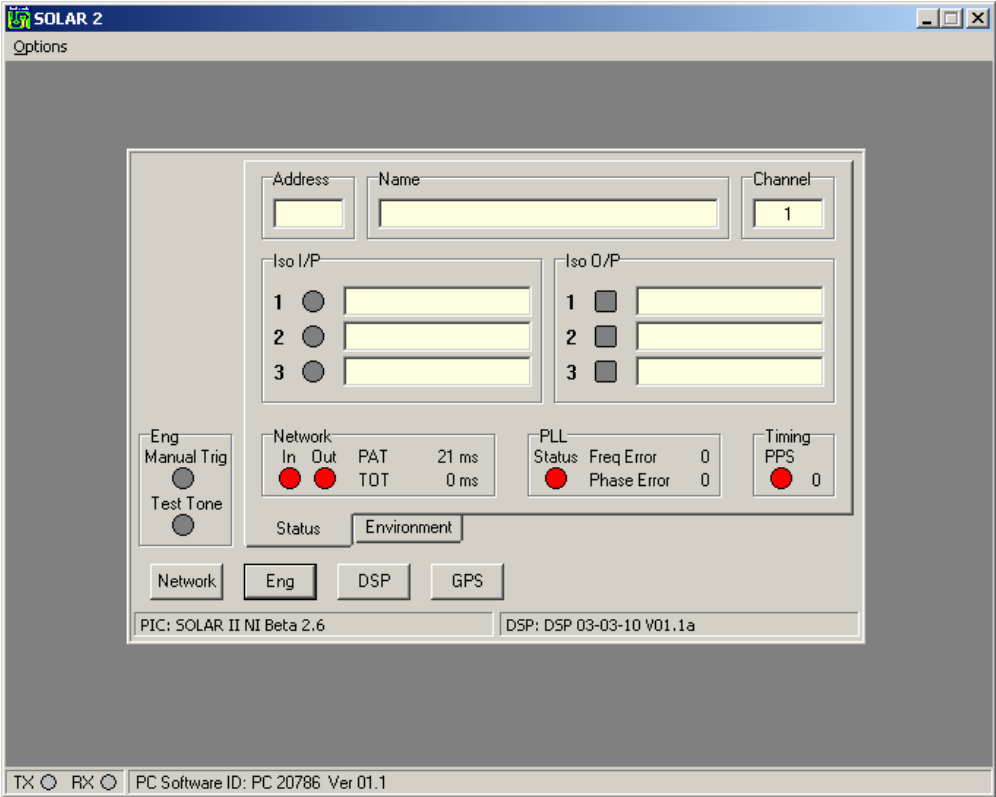 SOLAR 2
Options
Address
Name
Channel
1
Iso I/P
1
2
3
Iso O/P
1
2
3
Eng
Manual Trig
Test Tone
Network
In Out PAT 21 ms
TOT 0 ms
PLL
Status Freq Error 0
Phase Error 0
Timing
PPS
0
Status
Environment
Network
Eng
DSP
GPS
PIC: SOLAR II NI Beta 2.6
DSP: DSP 03-03-10 V01.1a
TX RX PC Software ID: PC 20786 Ver 01.1